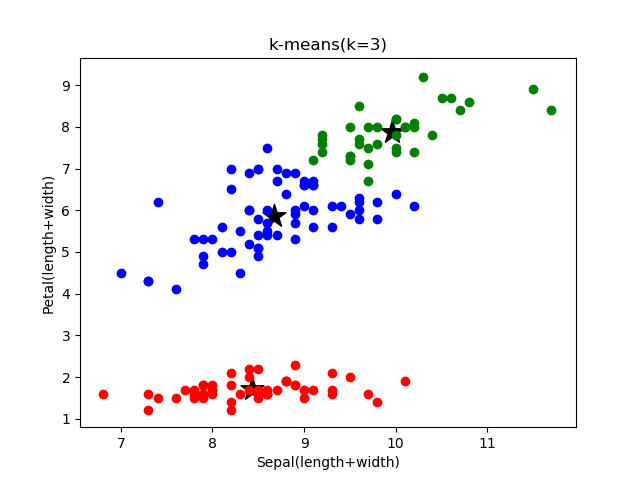 k-means(k=3)
Petal(length+width)
9
8
7
6
5
4
3
2
1
7 8 9 10 11
Sepal(length+width)